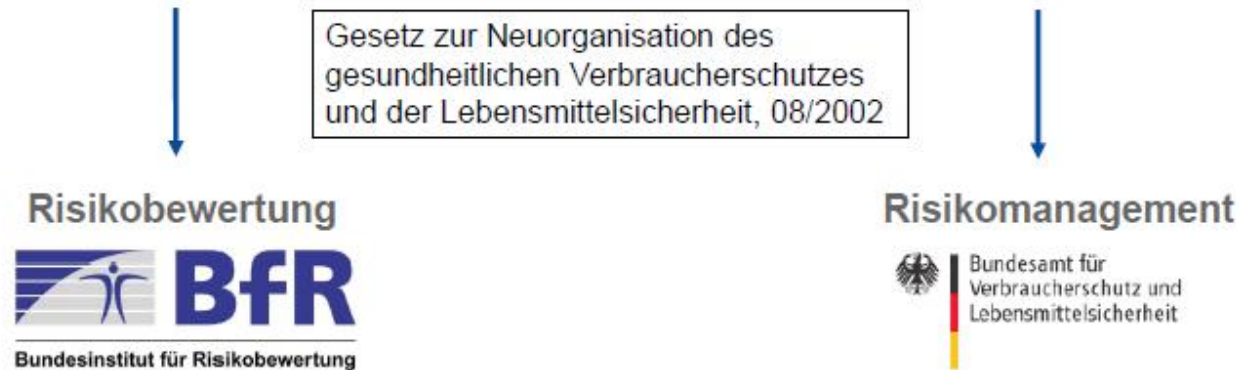 Gesetz zur Neuorganisation des
gesundheitlichen Verbraucherschutzes
und der Lebensmittelsicherheit, 08/2002
Risikobewertung
BfR
Bundesinstitut für Risikobewertung
Risikomanagement
Bundesamt für
Verbraucherschutz und
Lebensmittelsicherheit